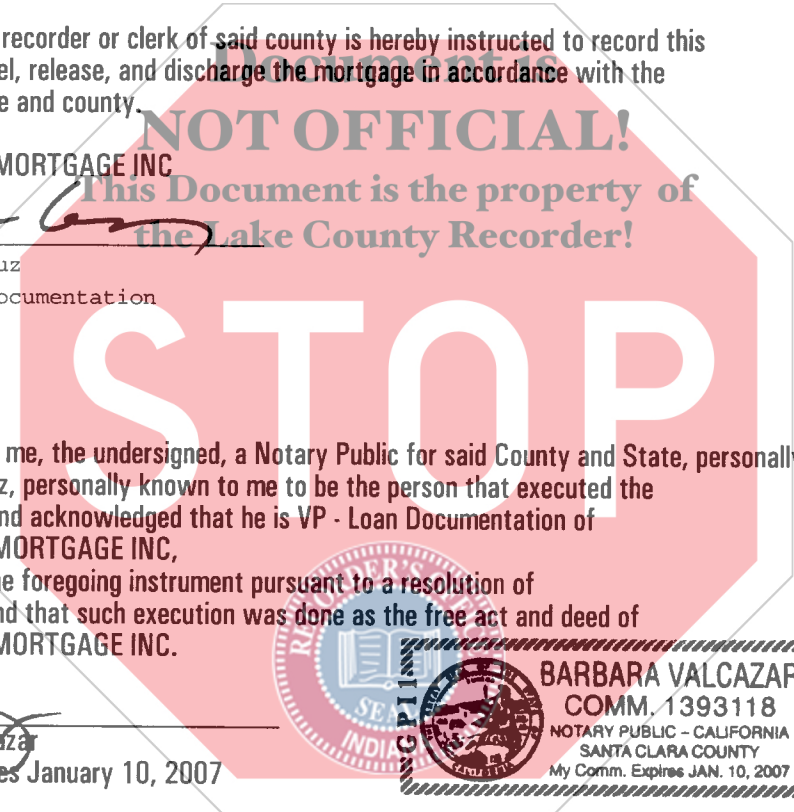 recorder or clerk of said county is hereby instructed to record this
el, release, and discharge the mortgage in accordance with the
e and county.
Document is
NOT OFFICIAL!
MORTGAGE INC
This Document is the property of
the Lake County Recorder!
uz
ocumentation
STOP
me, the undersigned, a Notary Public for said County and State, personally
z, personally known to me to be the person that executed the
nd acknowledged that he is VP - Loan Documentation of
MORTGAGE INC,
e foregoing instrument pursuant to a resolution of
nd that such execution was done as the free act and deed of
MORTGAGE INC.
RECORDER'S OFFICE
SEAL
INDIANA
azar
es January 10, 2007
BARBARA VALCAZAR
COMM. 1393118
NOTARY PUBLIC - CALIFORNIA
SANTA CLARA COUNTY
My Comm. Expires JAN. 10, 2007